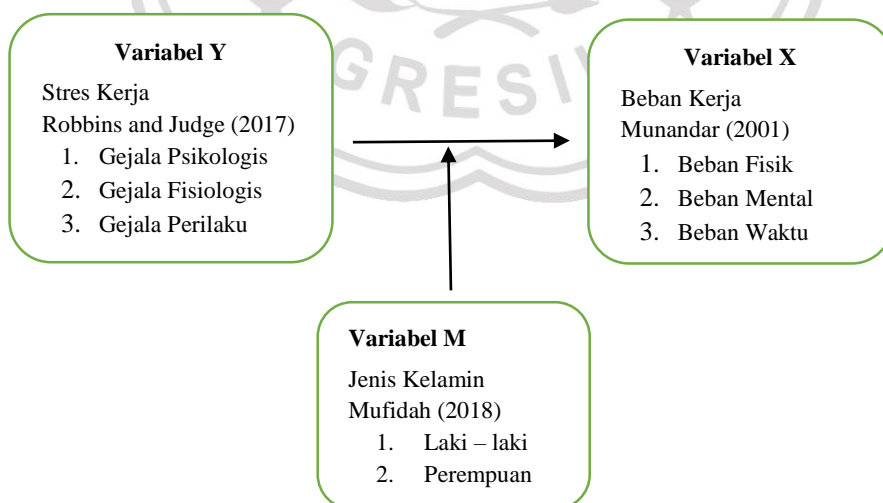 GRESI
Variabel Y
Stres Kerja
Robbins and Judge (2017)
1. Gejala Psikologis
2. Gejala Fisiologis
3. Gejala Perilaku
Variabel X
Beban Kerja
Munandar (2001)
1. Beban Fisik
2. Beban Mental
3. Beban Waktu
Variabel M
Jenis Kelamin
Mufidah (2018)
1. Laki – laki
2. Perempuan